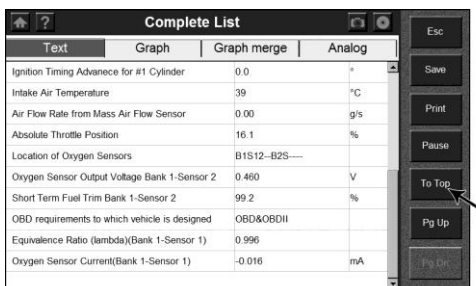 ? Complete List
Esc
Text Graph Graph merge Analog
Ignition Timing Advanece for #1 Cylinder 0.0 °
Save
Intake Air Temperature 39 °C
Air Flow Rate from Mass Air Flow Sensor 0.00 g/s
Print
Absolute Throttle Position 16.1 %
Pause
Location of Oxygen Sensors B1S12--B2S----
Oxygen Sensor Output Voltage Bank 1-Sensor 2 0.460 V
To Top
Short Term Fuel Trim Bank 1-Sensor 2 99.2 %
OBD requirements to which vehicle is designed OBD&OBDII
Pg Up
Equivalence Ratio (lambda)(Bank 1-Sensor 1) 0.996
Oxygen Sensor Current(Bank 1-Sensor 1) -0.016 mA
Pg Dn